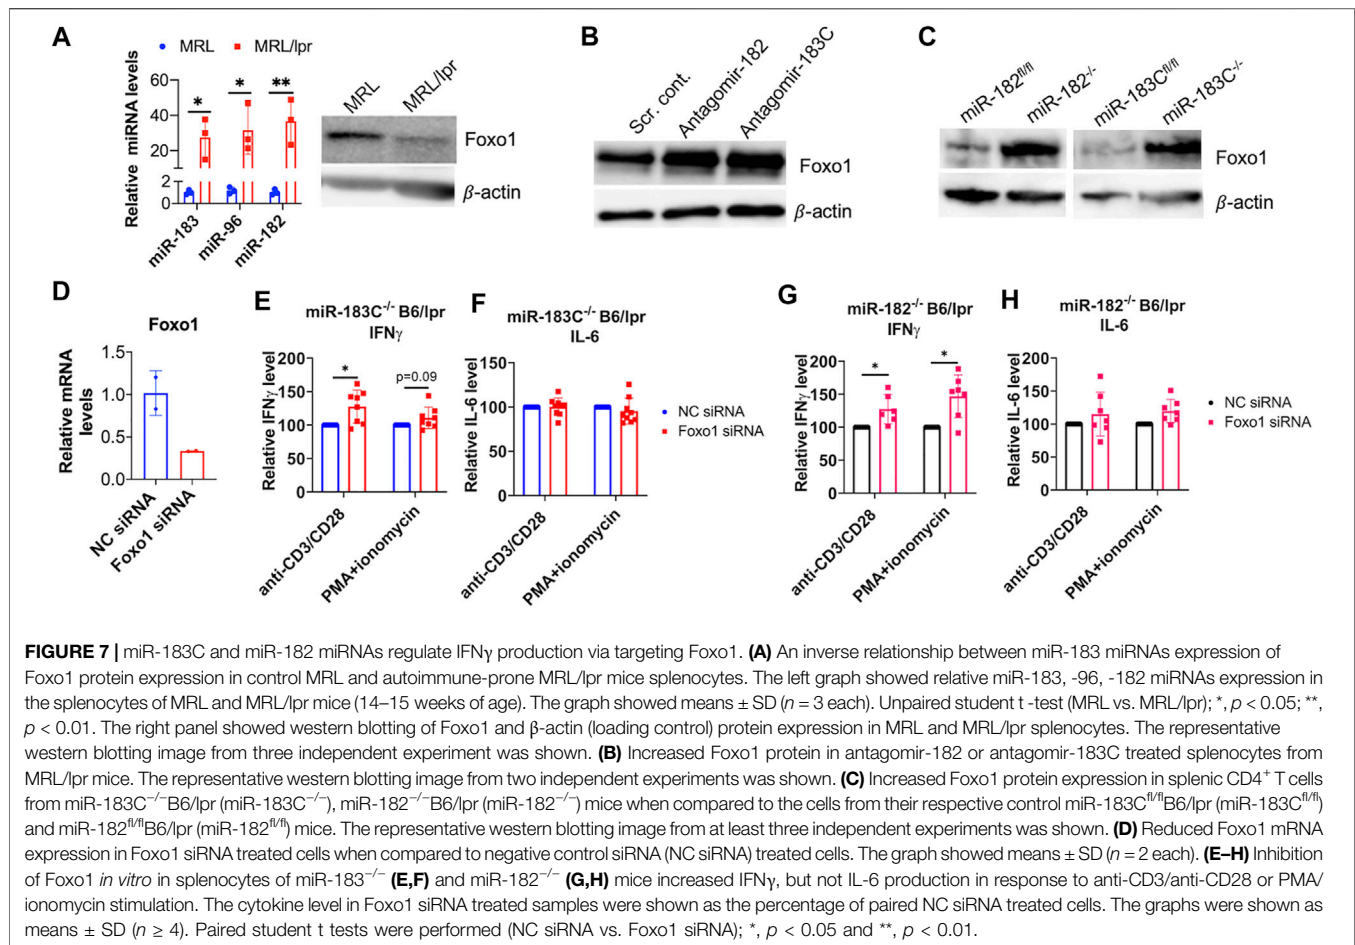 A
MRL
MRL/lpr
Relative miRNA levels
60
40
20
2
0
*
*
**
miR-183
miR-96
miR-182
MRL
MRL/lpr
Foxo1
β-actin
B
Scr. cont.
Antagomir-182
Antagomir-183C
Foxo1
β-actin
C
miR-182fl/fl
miR-182-/-
miR-183Cfl/fl
miR-183C-/-
Foxo1
β-actin
D
Foxo1
Relative mRNA
levels
1.5
1.0
0.5
0.0
NC siRNA
Foxo1 siRNA
E
miR-183C-/- B6/lpr
IFNγ
Relative IFNγ level
200
150
100
50
0
*
p=0.09
anti-CD3/CD28
PMA+ionomycin
F
miR-183C-/- B6/lpr
IL-6
Relative IL-6 level
150
100
50
0
anti-CD3/CD28
PMA+ionomycin
NC siRNA
Foxo1 siRNA
G
miR-182-/- B6/lpr
IFNγ
Relative IFNγ level
200
150
100
50
0
*
*
anti-CD3/CD28
PMA+ionomycin
H
miR-182-/- B6/lpr
IL-6
Relative IL-6 level
200
150
100
50
0
anti-CD3/CD28
PMA+ionomycin
NC siRNA
Foxo1 siRNA
FIGURE 7 | miR-183C and miR-182 miRNAs regulate IFNγ production via targeting Foxo1. (A) An inverse relationship between miR-183 miRNAs expression of
Foxo1 protein expression in control MRL and autoimmune-prone MRL/lpr mice splenocytes. The left graph showed relative miR-183, -96, -182 miRNAs expression in
the splenocytes of MRL and MRL/lpr mice (14–15 weeks of age). The graph showed means ± SD (n = 3 each). Unpaired student t -test (MRL vs. MRL/lpr); *, p < 0.05; **,
p < 0.01. The right panel showed western blotting of Foxo1 and β-actin (loading control) protein expression in MRL and MRL/lpr splenocytes. The representative
western blotting image from three independent experiment was shown. (B) Increased Foxo1 protein in antagomir-182 or antagomir-183C treated splenocytes from
MRL/lpr mice. The representative western blotting image from two independent experiments was shown. (C) Increased Foxo1 protein expression in splenic CD4+ T cells
from miR-183C−/−B6/lpr (miR-183C−/−), miR-182−/−B6/lpr (miR-182−/−) mice when compared to the cells from their respective control miR-183Cfl/flB6/lpr (miR-183Cfl/fl)
and miR-182fl/flB6/lpr (miR-182fl/fl) mice. The representative western blotting image from at least three independent experiments was shown. (D) Reduced Foxo1 mRNA
expression in Foxo1 siRNA treated cells when compared to negative control siRNA (NC siRNA) treated cells. The graph showed means ± SD (n = 2 each). (E–H) Inhibition
of Foxo1 in vitro in splenocytes of miR-183−/− (E,F) and miR-182−/− (G,H) mice increased IFNγ, but not IL-6 production in response to anti-CD3/anti-CD28 or PMA/
ionomycin stimulation. The cytokine level in Foxo1 siRNA treated samples were shown as the percentage of paired NC siRNA treated cells. The graphs were shown as
means ± SD (n ≥ 4). Paired student t tests were performed (NC siRNA vs. Foxo1 siRNA); *, p < 0.05 and **, p < 0.01.